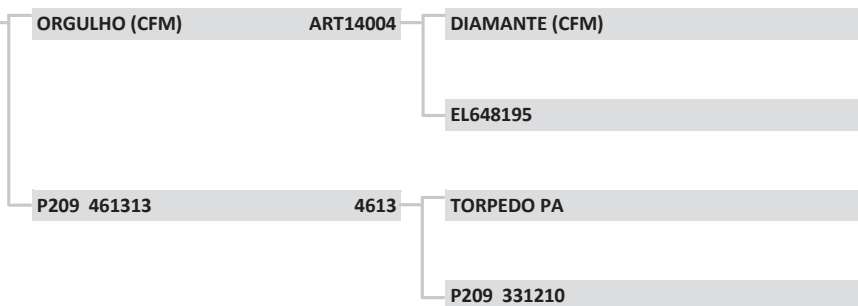 ORGULHO (CFM) ART14004
DIAMANTE (CFM)
EL648195
P209 461313 4613
TORPEDO PA
P209 331210